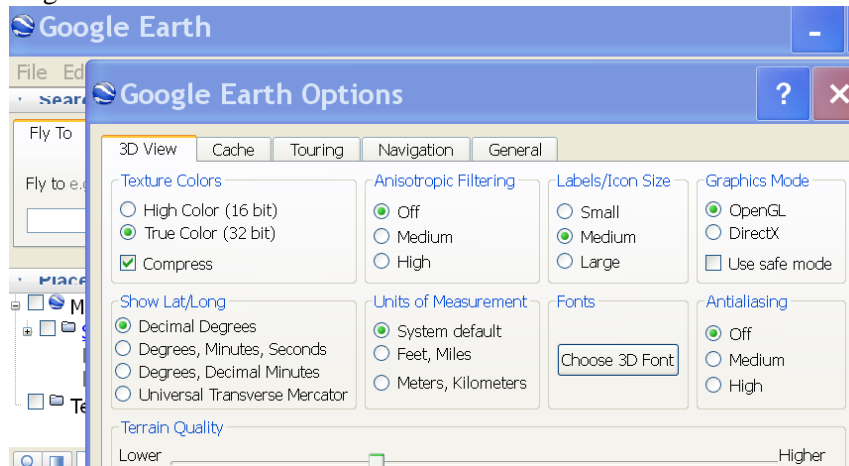 Google Earth
File Ed
Sear
Google Earth Options
Fly To
Fly to e.g
3D View Cache Touring Navigation General
Texture Colors
High Color (16 bit)
True Color (32 bit)
Compress
Anisotropic Filtering
Off
Medium
High
Labels/Icon Size
Small
Medium
Large
Graphics Mode
OpenGL
DirectX
Use safe mode
Place
M
Te
Show Lat/Long
Decimal Degrees
Degrees, Minutes, Seconds
Degrees, Decimal Minutes
Universal Transverse Mercator
Units of Measurement
System default
Feet, Miles
Meters, Kilometers
Fonts
Choose 3D Font
Antialiasing
Off
Medium
High
Terrain Quality
Lower Higher